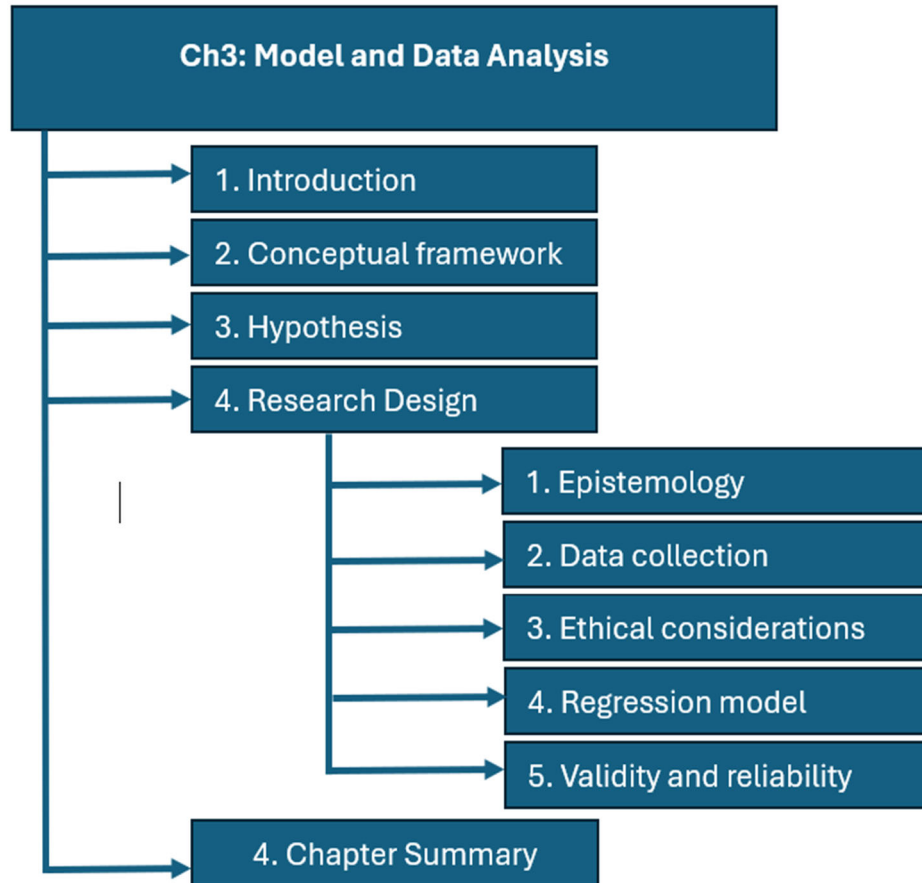 Ch3: Model and Data Analysis
1. Introduction
2. Conceptual framework
3. Hypothesis
4. Research Design
1. Epistemology
2. Data collection
3. Ethical considerations
4. Regression model
5. Validity and reliability
4. Chapter Summary